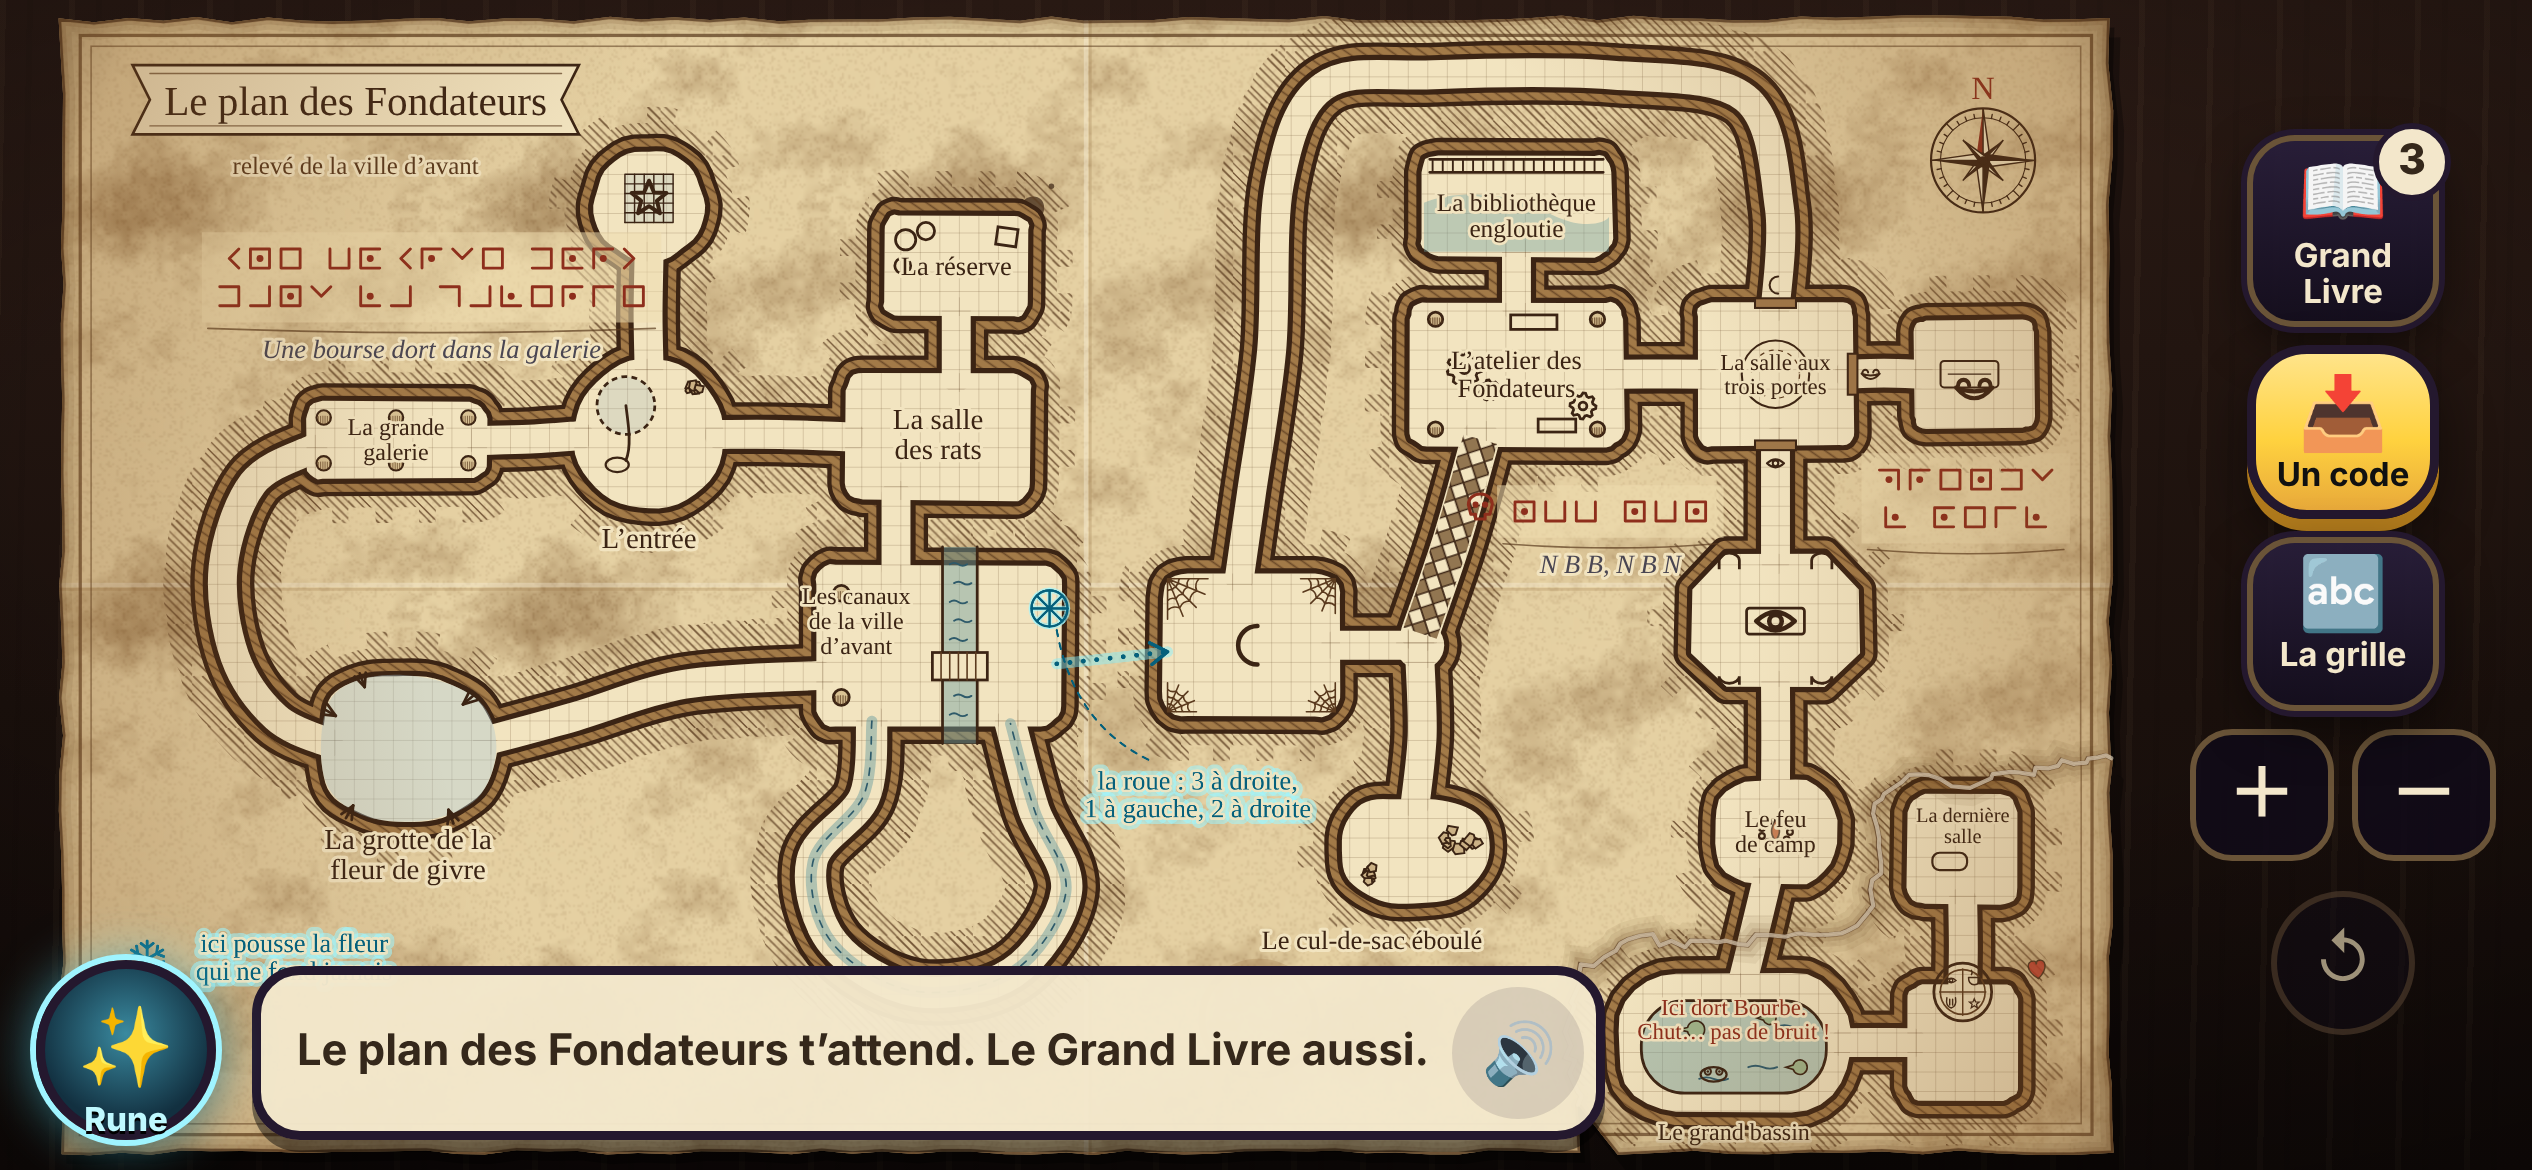 Le plan des Fondateurs
relevé de la ville d’avant
Une bourse dort dans la galerie
La grande
galerie
L’entrée
La réserve
La salle
des rats
Les canaux
de la ville
d’avant
La grotte de la
fleur de givre
ici pousse la fleur
qui ne
la roue : 3 à droite,
1 à gauche, 2 à droite
La bibliothèque
engloutie
L’atelier des
Fondateurs
La salle aux
trois portes
N B B, N B N
N
Le cul-de-sac éboulé
Le feu
de camp
La dernière
salle
Ici dort Bourbe.
Chut… pas de bruit !
Le grand bassin
3
Grand
Livre
Un code
abc
La grille
+
−
Rune
Le plan des Fondateurs t’attend. Le Grand Livre aussi.